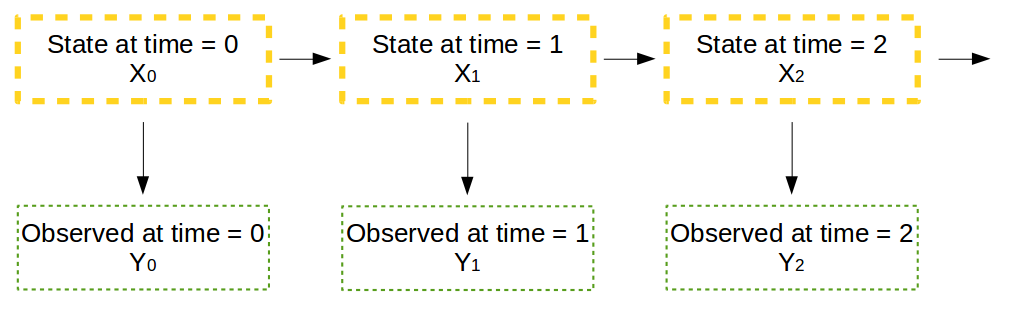 State at time = 0
X0
State at time = 1
X1
State at time = 2
X2
Observed at time = 0
Y0
Observed at time = 1
Y1
Observed at time = 2
Y2